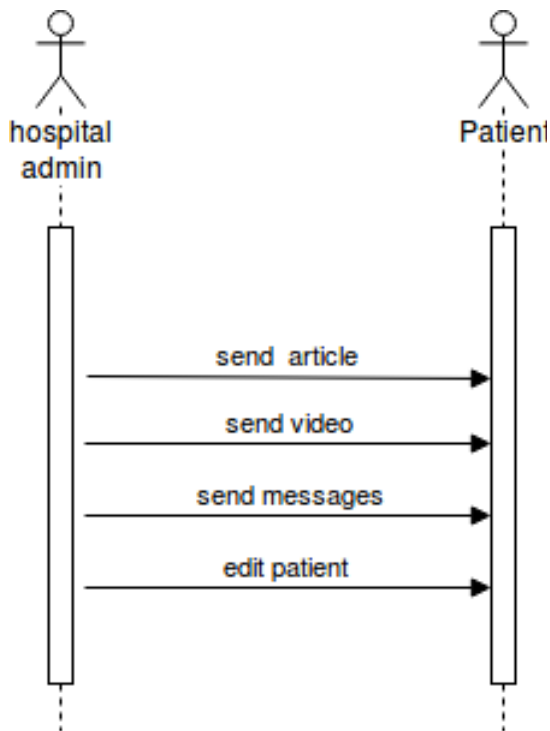 hospital
admin
Patient
send  article
send video
send messages
edit patient